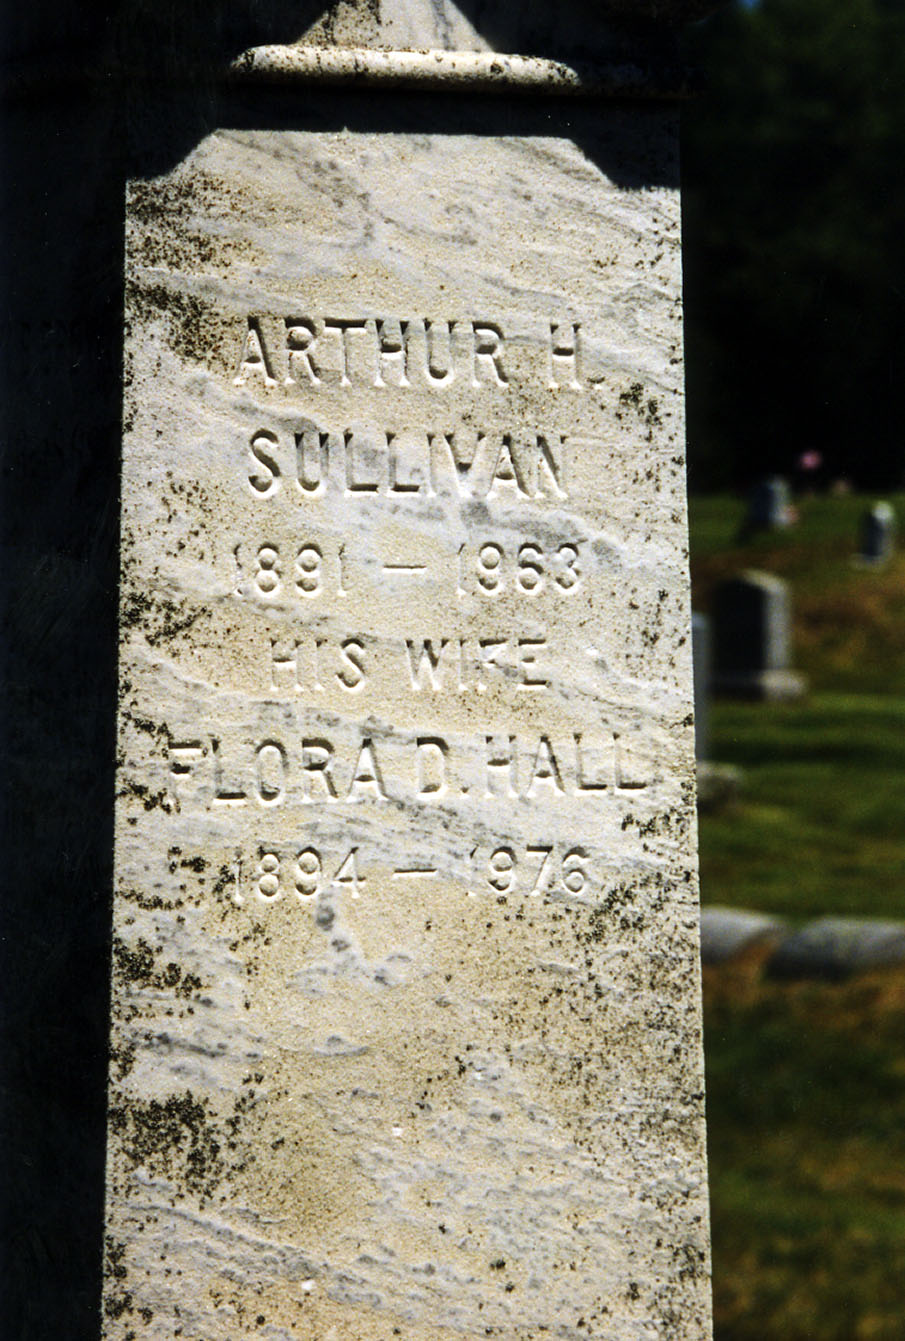 ARTHUR H.
SULLIVAN
1891 — 1963
HIS WIFE
FLORA D. HALL
1894 — 1976